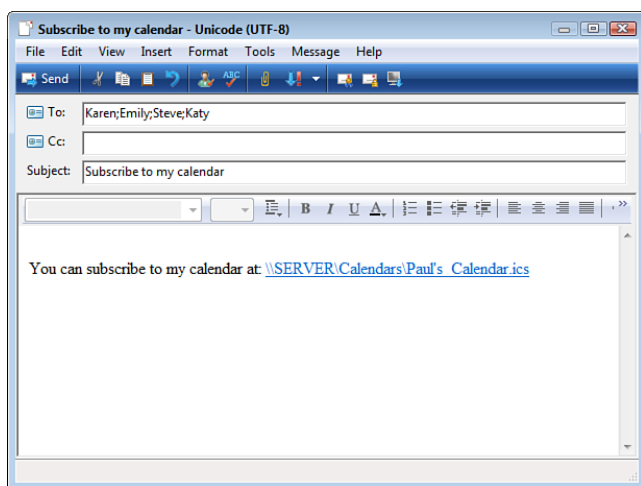 Subscribe to my calendar - Unicode (UTF-8)
File Edit View Insert Format Tools Message Help
Send ABC
To: Karen;Emily;Steve;Katy
Cc:
Subject: Subscribe to my calendar
B I U A
You can subscribe to my calendar at: \\SERVER\Calendars\Paul's_Calendar.ics